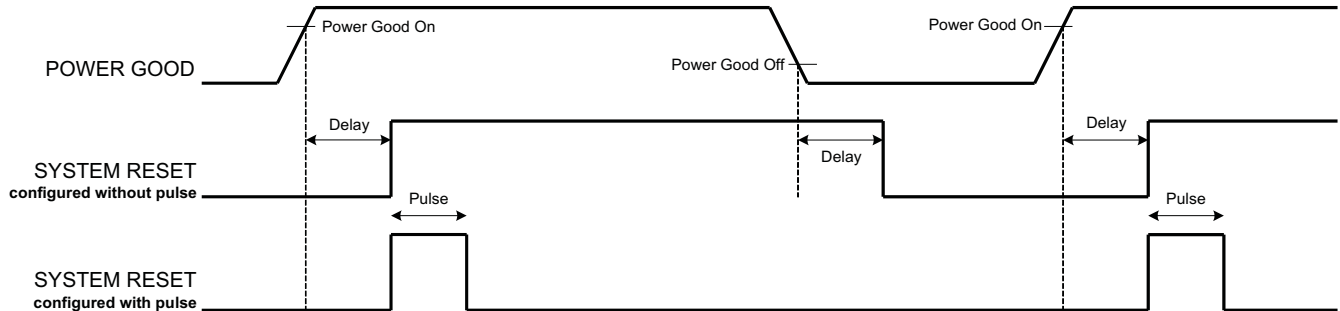 Power Good On
Power Good On
POWER GOOD
Power Good Off
Delay
Delay
Delay
SYSTEM RESET
configured without pulse
Pulse
Pulse
SYSTEM RESET
configured with pulse